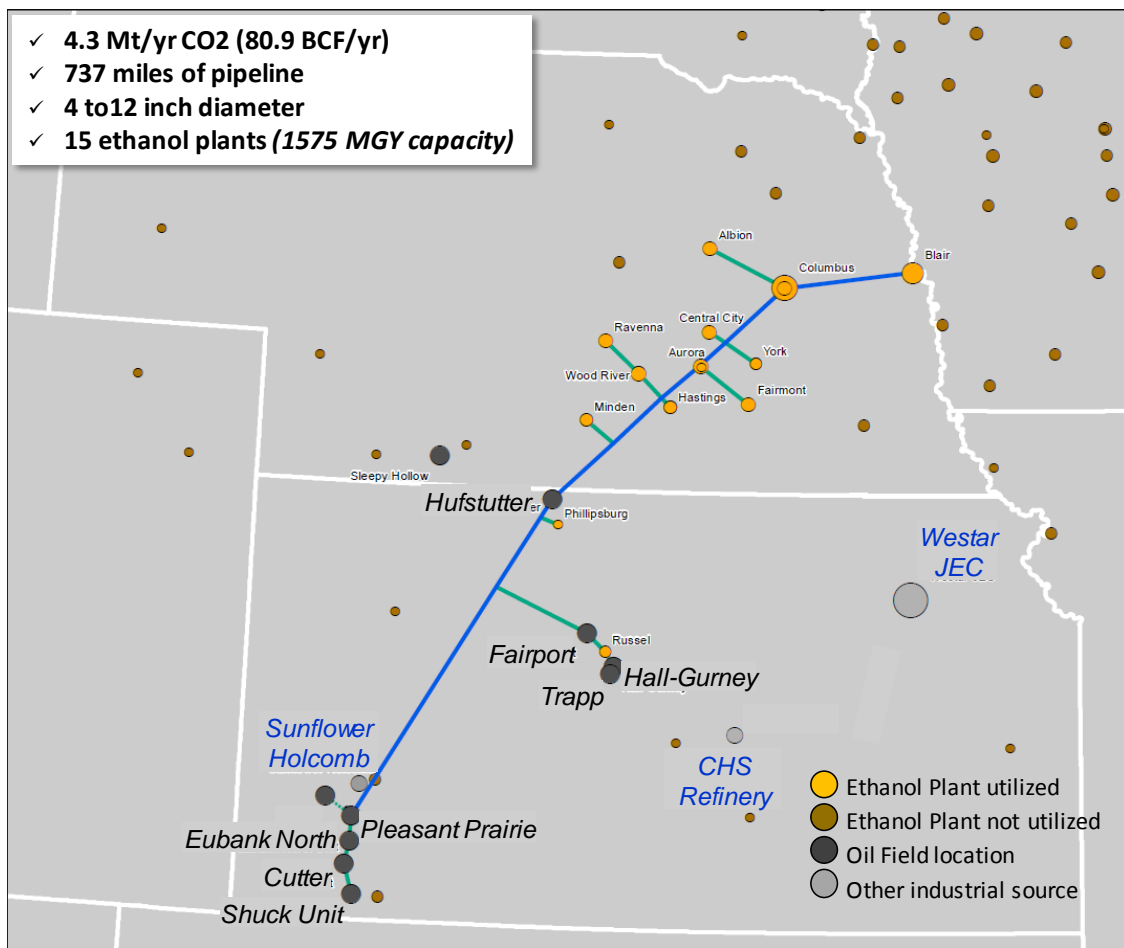 ✓ 4.3 Mt/yr CO2 (80.9 BCF/yr)
✓ 737 miles of pipeline
✓ 4 to12 inch diameter
✓ 15 ethanol plants (1575 MGY capacity)
Albion
Columbus
Blair
Central City
Ravenna
Aurora
York
Wood River
Fairmont
Hastings
Minden
Sleepy Hollow
Hufstutter
Phillipsburg
Westar
JEC
Russel
Fairport
Hall-Gurney
Trapp
Sunflower
Holcomb
CHS
Refinery
Pleasant Prairie
Eubank North
Cutter
Shuck Unit
Ethanol Plant utilized
Ethanol Plant not utilized
Oil Field location
Other industrial source